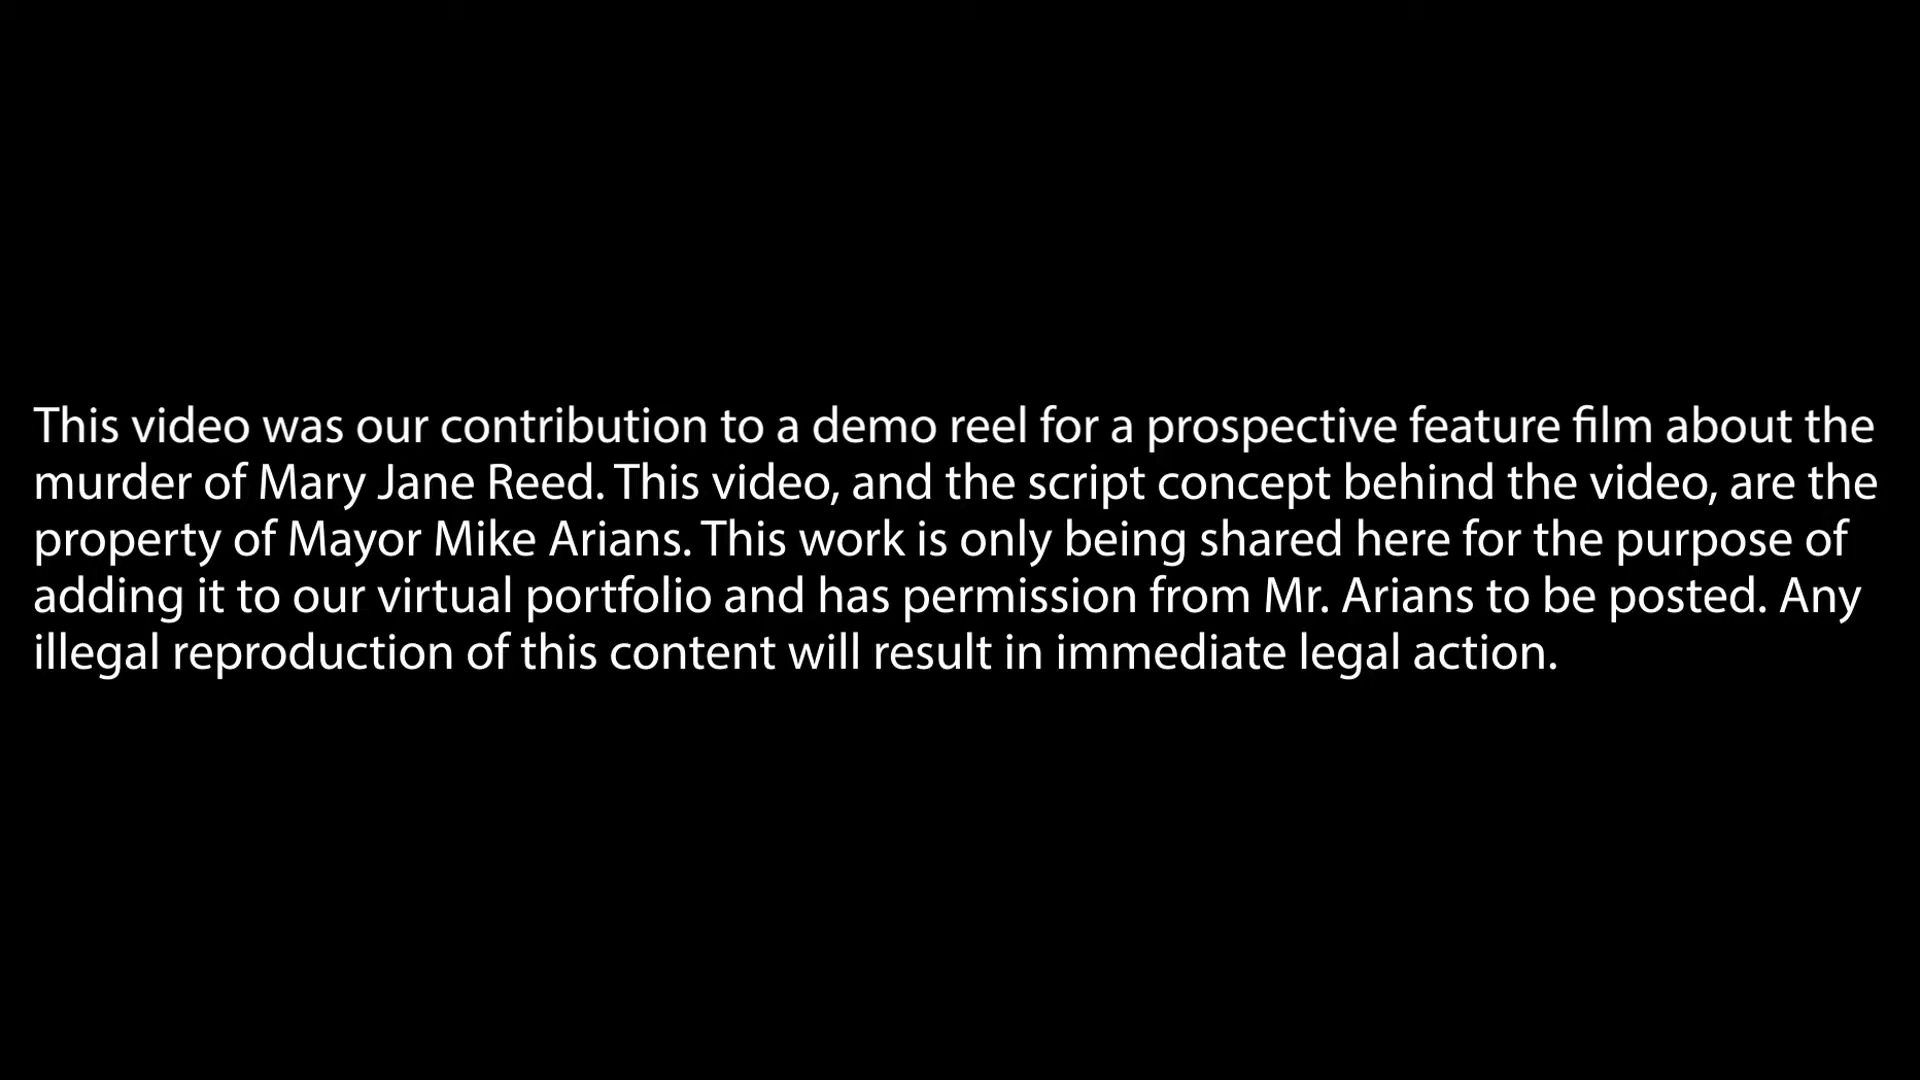 This video was our contribution to a demo reel for a prospective feature film about the
murder of Mary Jane Reed. This video, and the script concept behind the video, are the
property of Mayor Mike Arians. This work is only being shared here for the purpose of
adding it to our virtual portfolio and has permission from Mr. Arians to be posted. Any
illegal reproduction of this content will result in immediate legal action.